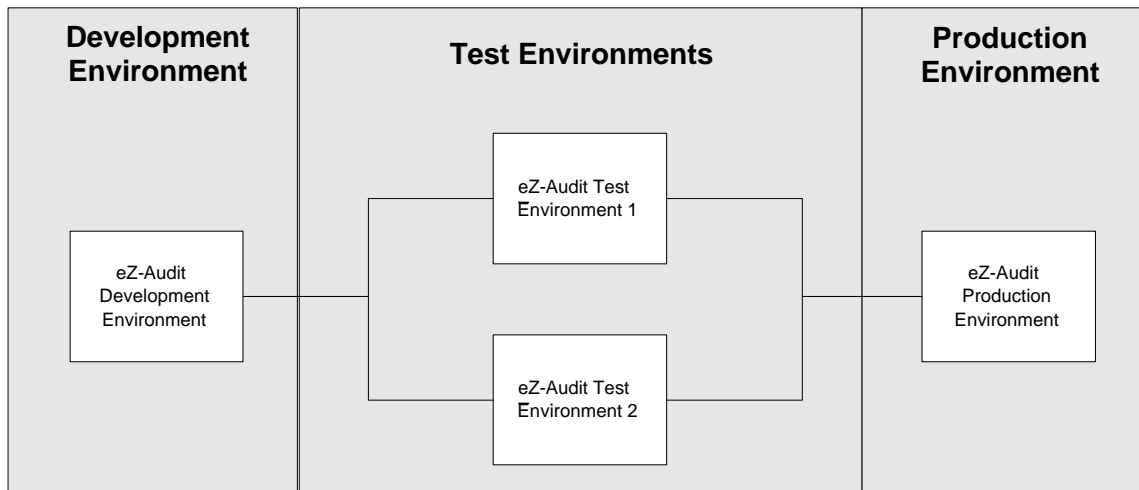 Development
Environment
Test Environments
Production
Environment
eZ-Audit
Development
Environment
eZ-Audit Test
Environment 1
eZ-Audit Test
Environment 2
eZ-Audit
Production
Environment